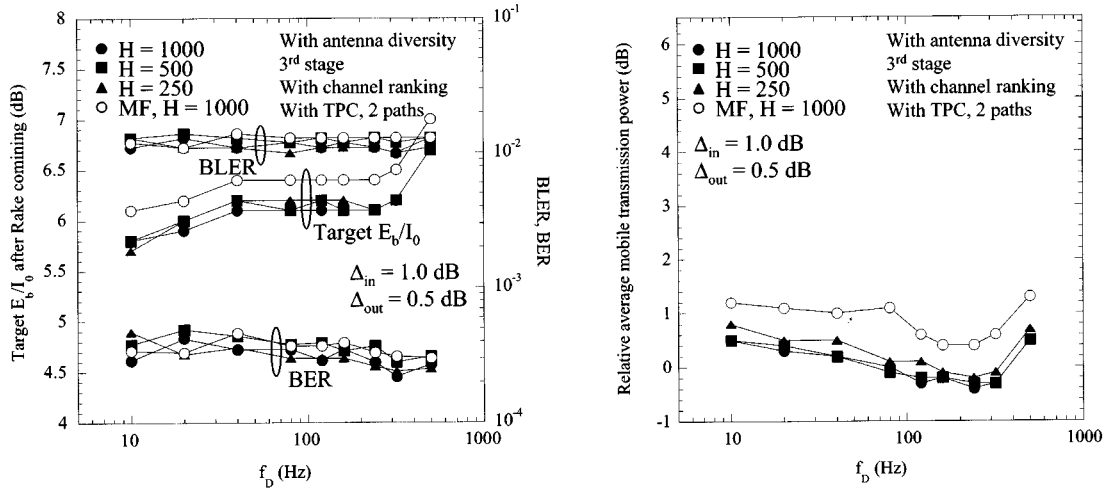 8
7.5
7
6.5
6
5.5
5
4.5
4
Target E_b/I_0 after Rake comining (dB)
H = 1000
H = 500
H = 250
MF, H = 1000
With antenna diversity
3rd stage
With channel ranking
With TPC, 2 paths
BLER
Target E_b/I_0
Δ_in = 1.0 dB
Δ_out = 0.5 dB
BER
10^-1
10^-2
10^-3
10^-4
BLER, BER
10 100 1000
f_D (Hz)
6
5
4
3
2
1
0
-1
Relative average mobile transmission power (dB)
H = 1000
H = 500
H = 250
MF, H = 1000
With antenna diversity
3rd stage
With channel ranking
With TPC, 2 paths
Δ_in = 1.0 dB
Δ_out = 0.5 dB
10 100 1000
f_D (Hz)